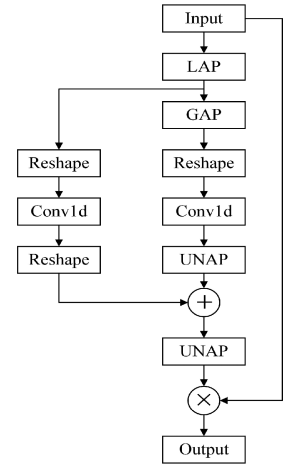 Input
LAP
GAP
Reshape
Reshape
Conv1d
Conv1d
Reshape
UNAP
+
UNAP
×
Output